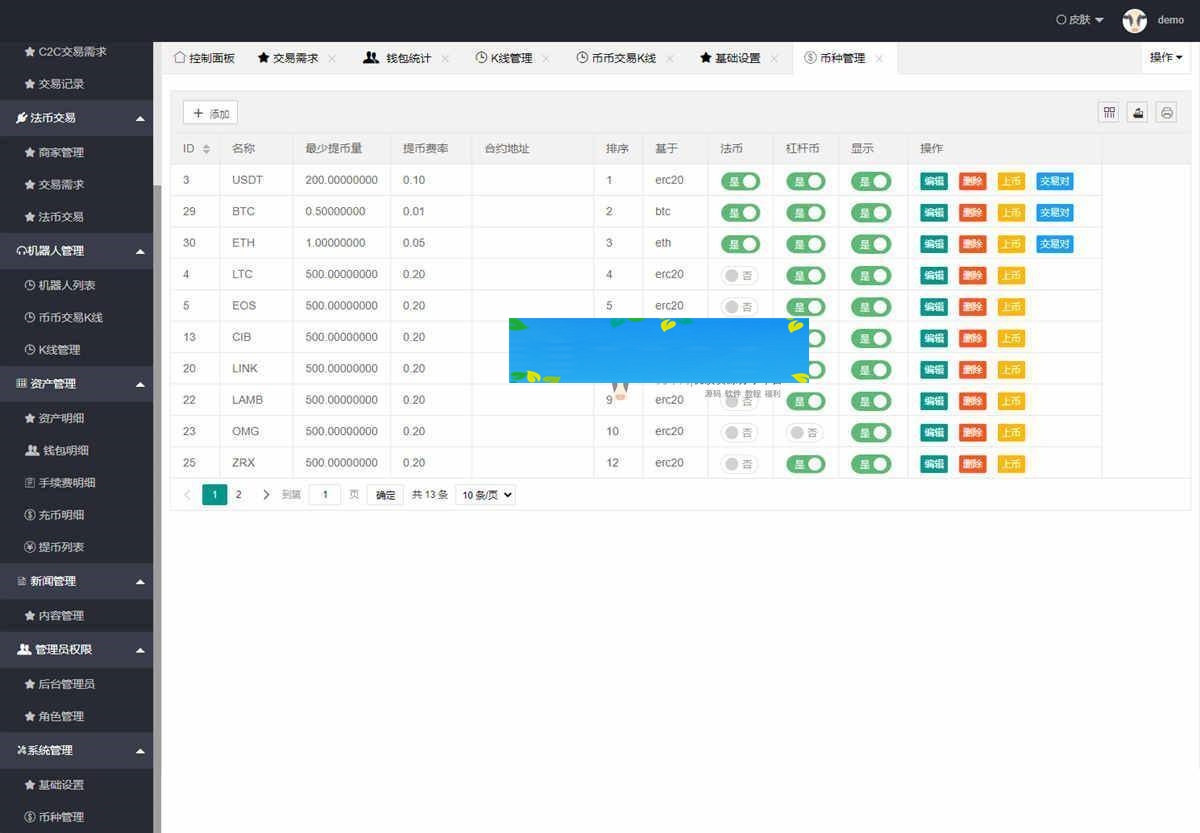 皮肤 demo
C2C交易需求
交易记录
法币交易
商家管理
交易需求
法币交易
机器人管理
机器人列表
币币交易K线
K线管理
资产管理
资产明细
钱包明细
手续费明细
充币明细
提币列表
新闻管理
内容管理
管理员权限
后台管理员
角色管理
系统管理
基础设置
币种管理
控制面板 交易需求 钱包统计 K线管理 币币交易K线 基础设置 币种管理 操作
添加
ID 名称 最少提币量 提币费率 合约地址 排序 基于 法币 杠杆币 显示 操作
3 USDT 200.00000000 0.10 1 erc20 是 是 是 编辑 删除 上币 交易对
29 BTC 0.50000000 0.01 2 btc 是 是 是 编辑 删除 上币 交易对
30 ETH 1.00000000 0.05 3 eth 是 是 是 编辑 删除 上币 交易对
4 LTC 500.00000000 0.20 4 erc20 否 是 是 编辑 删除 上币
5 EOS 500.00000000 0.20 5 erc20 否 是 是 编辑 删除 上币
13 CIB 500.00000000 0.20 是 编辑 删除 上币
20 LINK 500.00000000 0.20 是 编辑 删除 上币
源码 软件 教程 福利
22 LAMB 500.00000000 0.20 9 erc20 否 是 是 编辑 删除 上币
23 OMG 500.00000000 0.20 10 erc20 否 否 是 编辑 删除 上币
25 ZRX 500.00000000 0.20 12 erc20 否 是 是 编辑 删除 上币
1 2 到第 1 页 确定 共 13 条 10 条/页